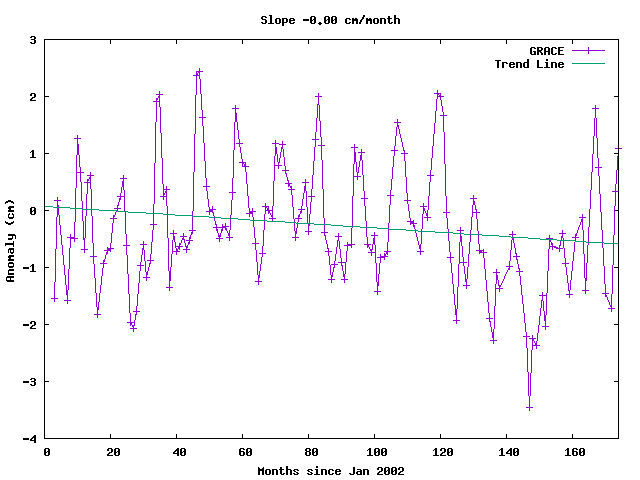 Slope -0.00 cm/month
GRACE
Trend Line
3
2
1
0
-1
-2
-3
-4
Anomaly (cm)
0 20 40 60 80 100 120 140 160
Months since Jan 2002